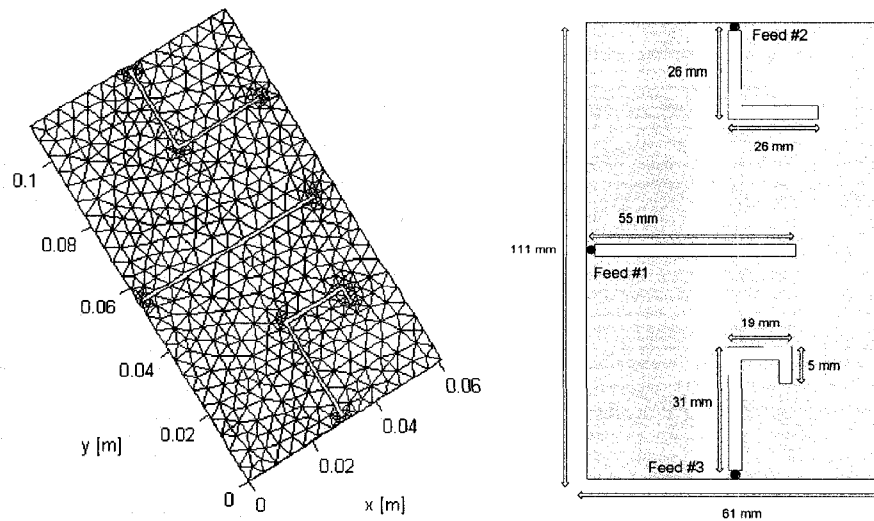 0.1
0.08
0.06
0.04
0.02
0
y [m]
0
0.02
0.04
0.06
x [m]
Feed #2
26 mm
26 mm
55 mm
111 mm
Feed #1
19 mm
5 mm
31 mm
Feed #3
61 mm